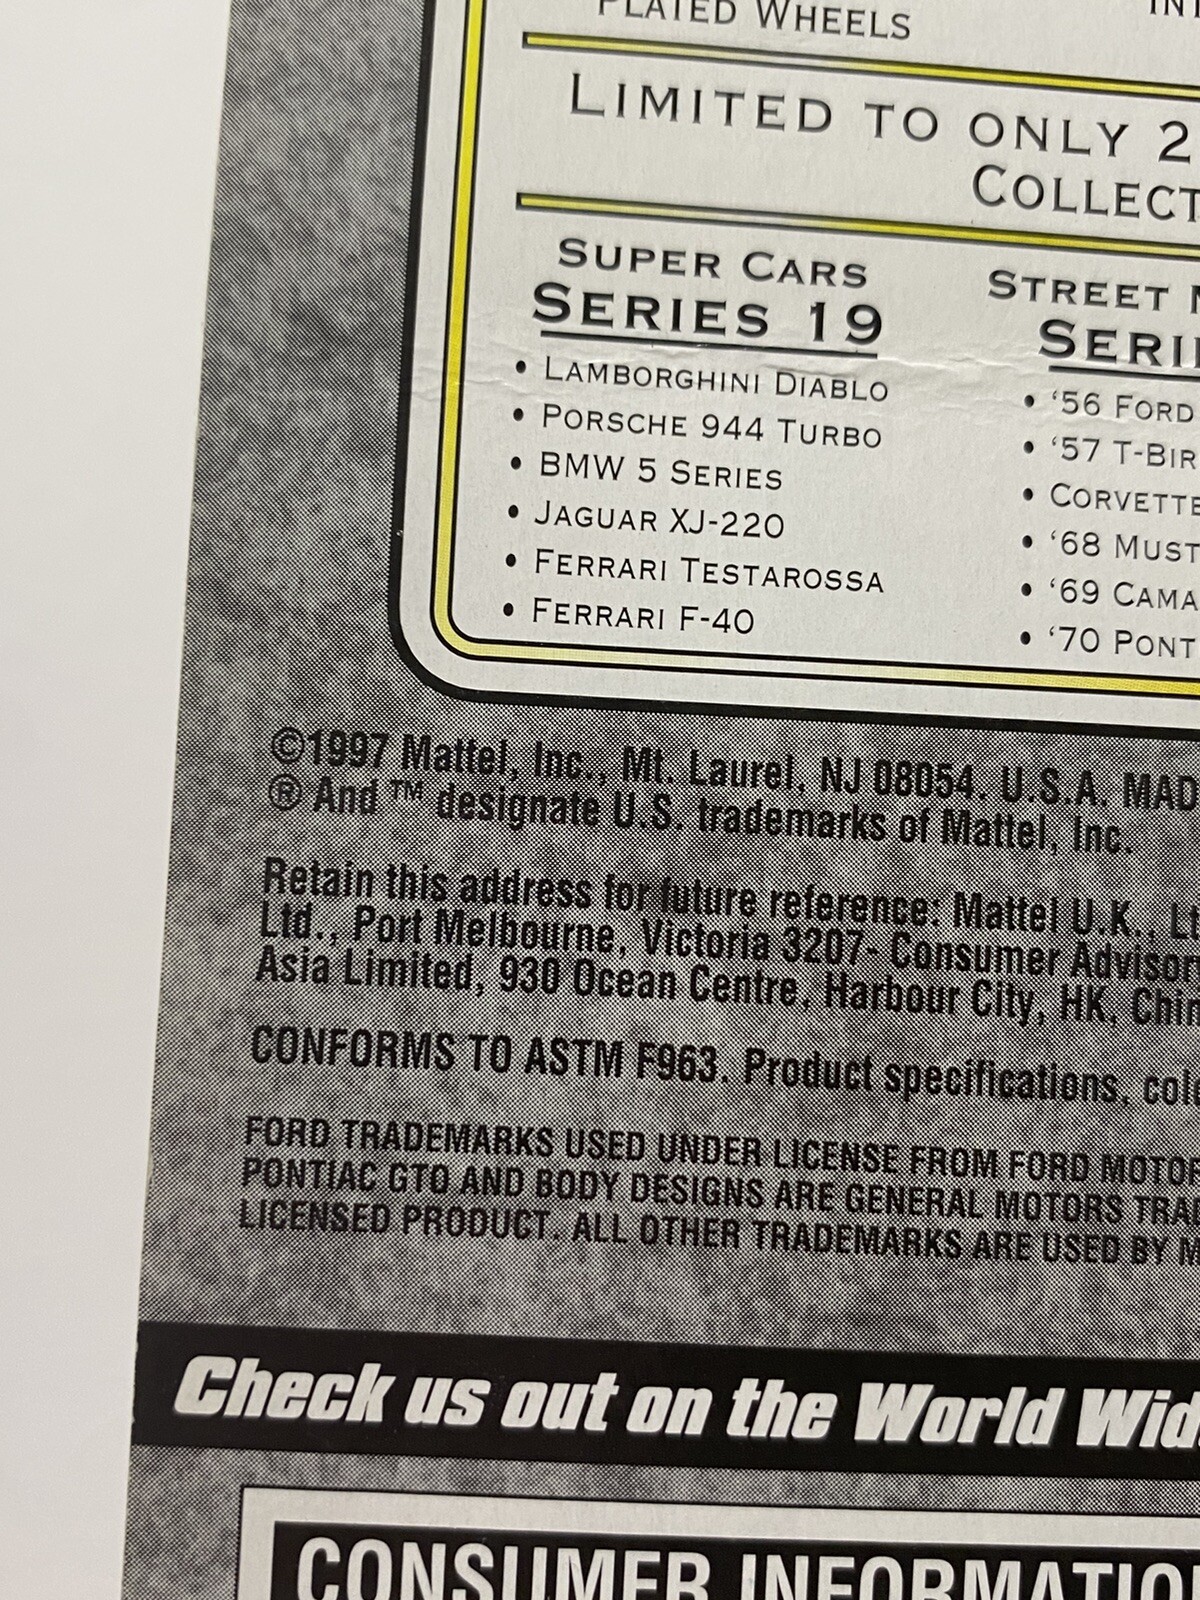 PLATED WHEELS
LIMITED TO ONLY 2
COLLECT
SUPER CARS
SERIES 19
• LAMBORGHINI DIABLO
• PORSCHE 944 TURBO
• BMW 5 SERIES
• JAGUAR XJ-220
• FERRARI TESTAROSSA
• FERRARI F-40
STREET
SERI
• '56 FORD
• '57 T-BIR
• CORVETTE
• '68 MUST
• '69 CAMA
• '70 PONT
©1997 Mattel, Inc., Mt. Laurel, NJ 08054. U.S.A. MAD
® And ™ designate U.S. trademarks of Mattel, Inc.
Retain this address for future reference: Mattel U.K., Lt
Ltd., Port Melbourne, Victoria 3207- Consumer Advisor
Asia Limited, 930 Ocean Centre, Harbour City, HK, Chin
CONFORMS TO ASTM F963. Product specifications, col
FORD TRADEMARKS USED UNDER LICENSE FROM FORD MOTOR
PONTIAC GTO AND BODY DESIGNS ARE GENERAL MOTORS TRA
LICENSED PRODUCT. ALL OTHER TRADEMARKS ARE USED BY M
Check us out on the World Wid
CONSUMER INFORMATIO